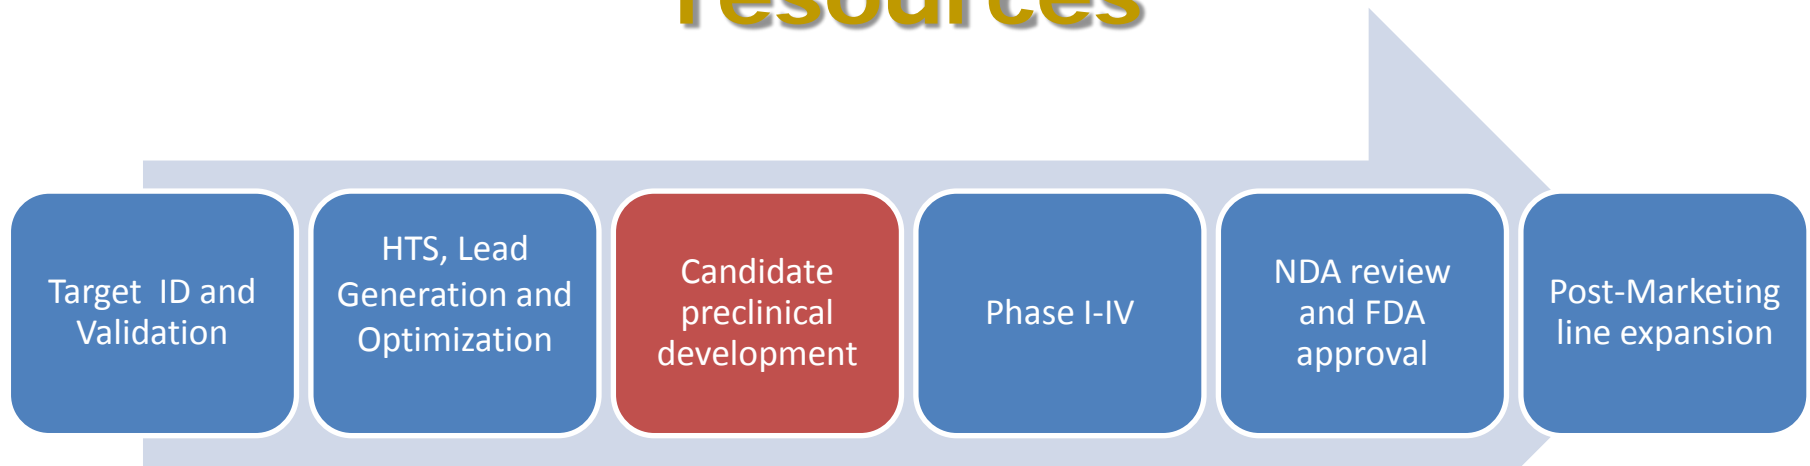 resources
Target  ID and
Validation
HTS, Lead
Generation and
Optimization
Candidate
preclinical
development
Phase I-IV
NDA review
and FDA
approval
Post-Marketing
line expansion